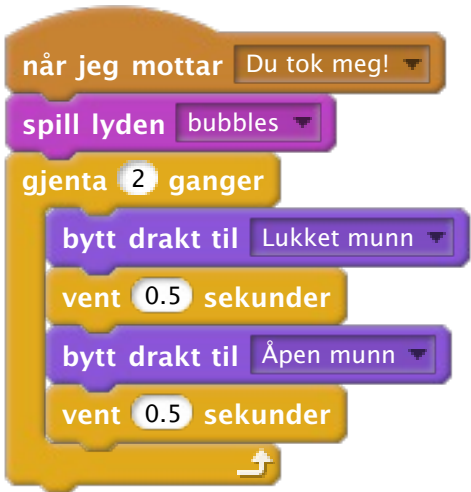 når jeg mottar Du tok meg!
spill lyden bubbles
gjenta 2 ganger
bytt drakt til Lukket munn
vent 0.5 sekunder
bytt drakt til Åpen munn
vent 0.5 sekunder